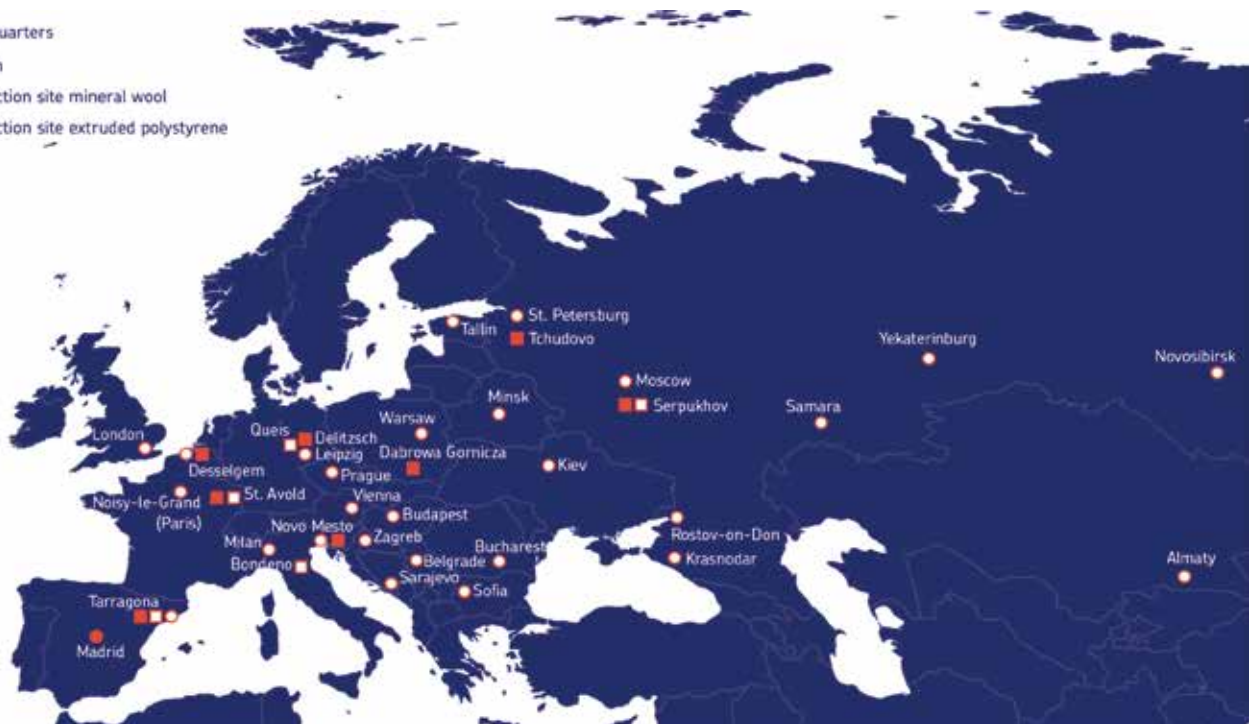 uarters
n
ction site mineral wool
ction site extruded polystyrene
St. Petersburg
Tallin
Tchudovo
Yekaterinburg
Novosibirsk
Moscow
Minsk
Serpukhov
Samara
Warsaw
London
Queis
Delitzsch
Leipzig
Dabrowa Gornicza
Kiev
Desselgem
Prague
St. Avold
Noisy-le-Grand
(Paris)
Vienna
Budapest
Novo Mesto
Zagreb
Rostov-on-Don
Milan
Bucharest
Belgrade
Krasnodar
Almaty
Bondeno
Sarajevo
Sofia
Tarragona
Madrid